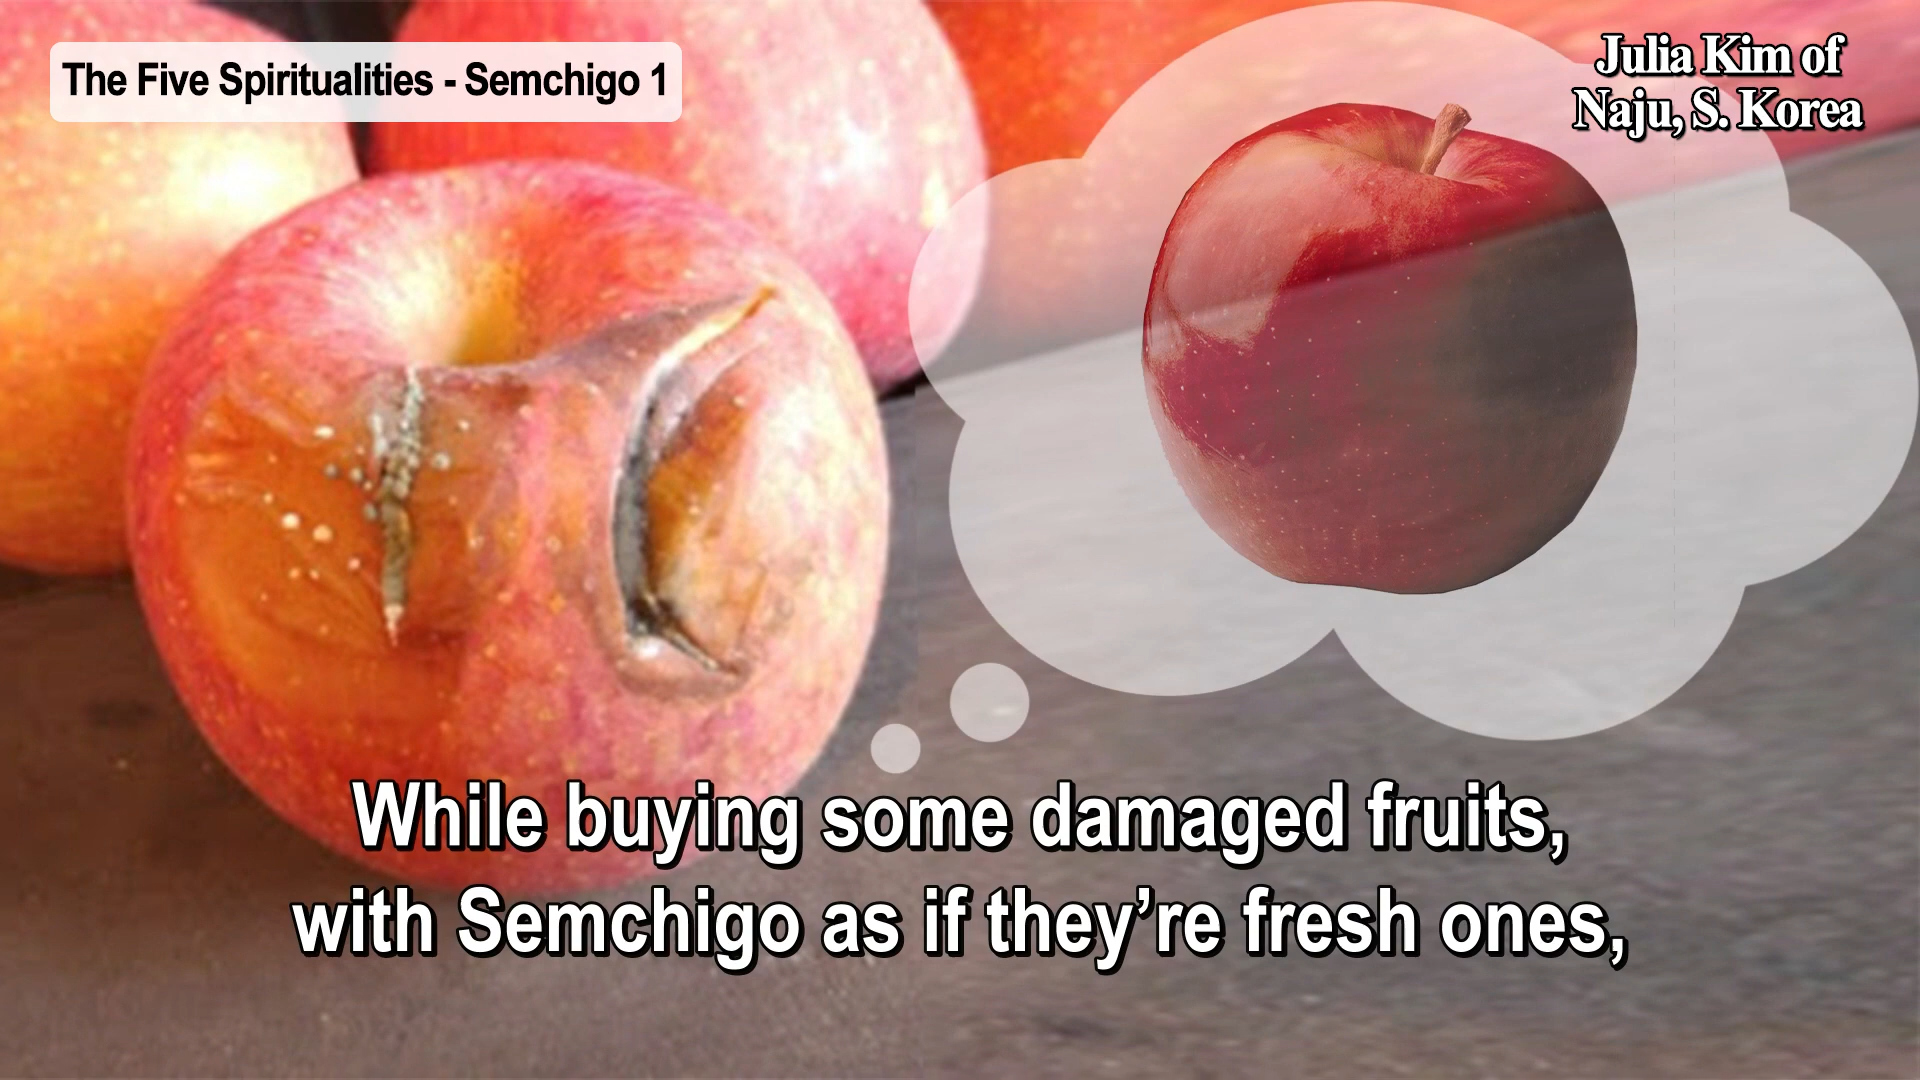 The Five Spiritualities - Semchigo 1
Julia Kim of
Naju, S. Korea
While buying some damaged fruits,
with Semchigo as if they’re fresh ones,